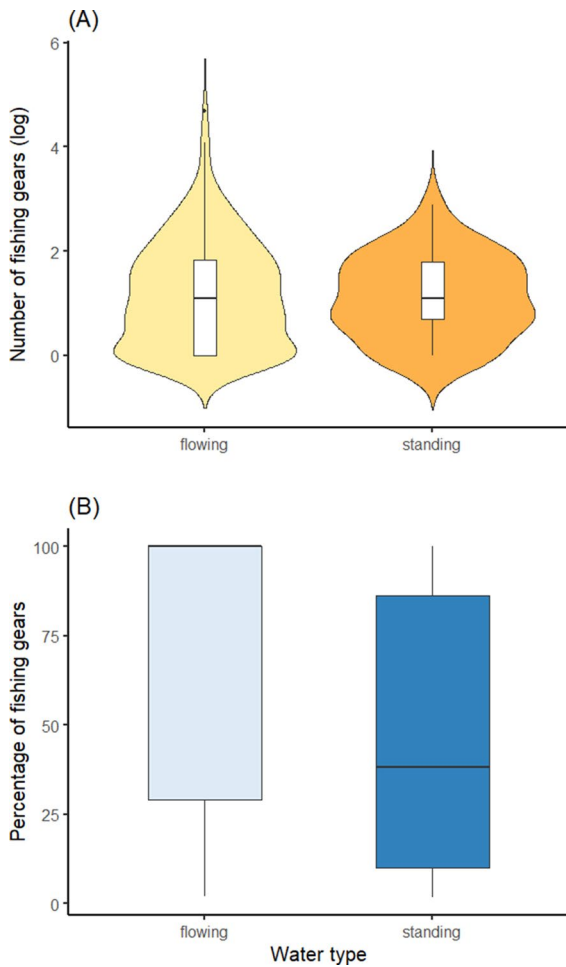 (A)
Number of fishing gears (log)
6
4
2
0
flowing standing
(B)
Percentage of fishing gears
100
75
50
25
0
flowing standing
Water type